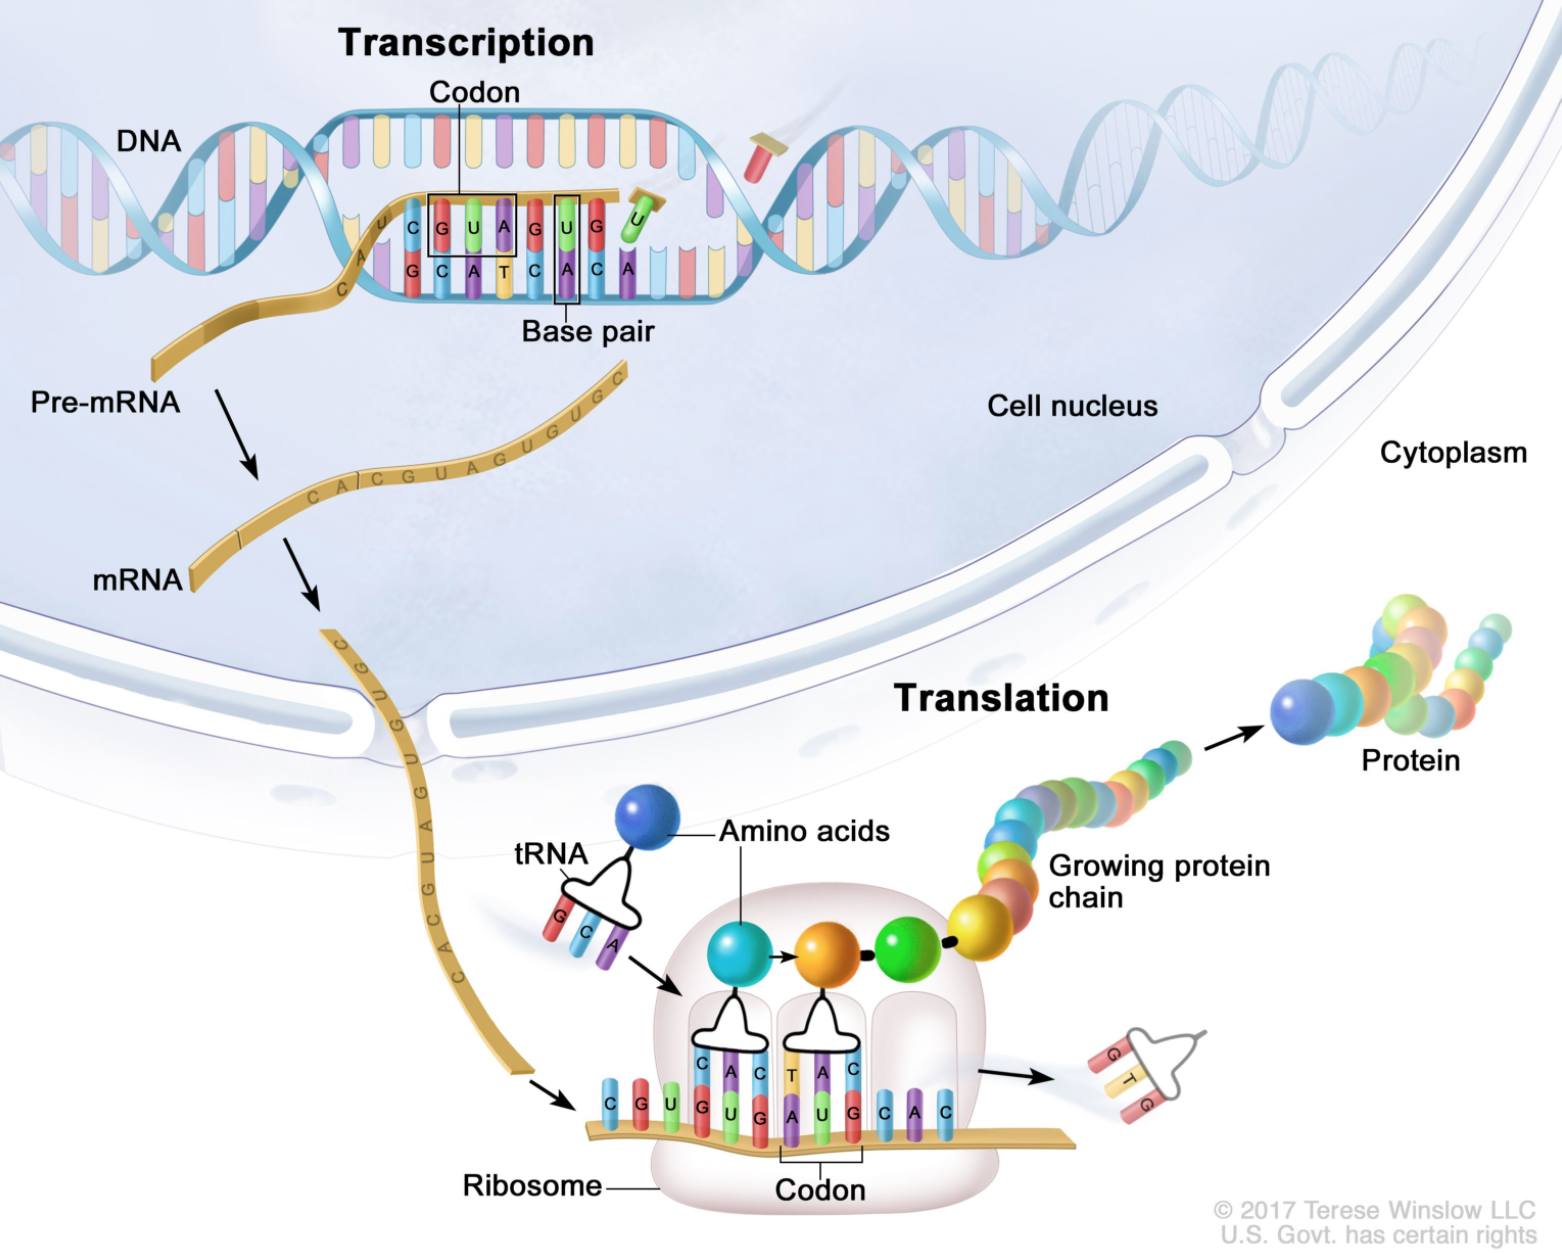 Transcription
Codon
DNA
U C G U A G U G U
A
C
G C A T C A C A
Base pair
Pre-mRNA
Cell nucleus
Cytoplasm
C A C G U A G U G U G C
mRNA
C G U G U G A U G C A C
Translation
Protein
Amino acids
tRNA
G C A
Growing protein
chain
C A C T A C
C G U G U G A U G C A C
G T G
Ribosome
Codon
© 2017 Terese Winslow LLC
U.S. Govt. has certain rights